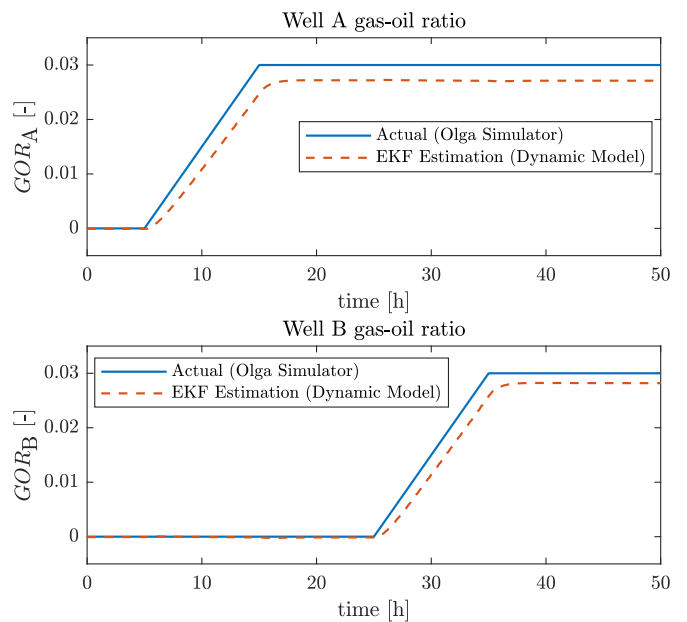 Well A gas-oil ratio
GOR_A [-]
0.03
0.02
0.01
0
Actual (Olga Simulator)
EKF Estimation (Dynamic Model)
0 10 20 30 40 50
time [h]
Well B gas-oil ratio
GOR_B [-]
0.03
0.02
0.01
0
Actual (Olga Simulator)
EKF Estimation (Dynamic Model)
0 10 20 30 40 50
time [h]